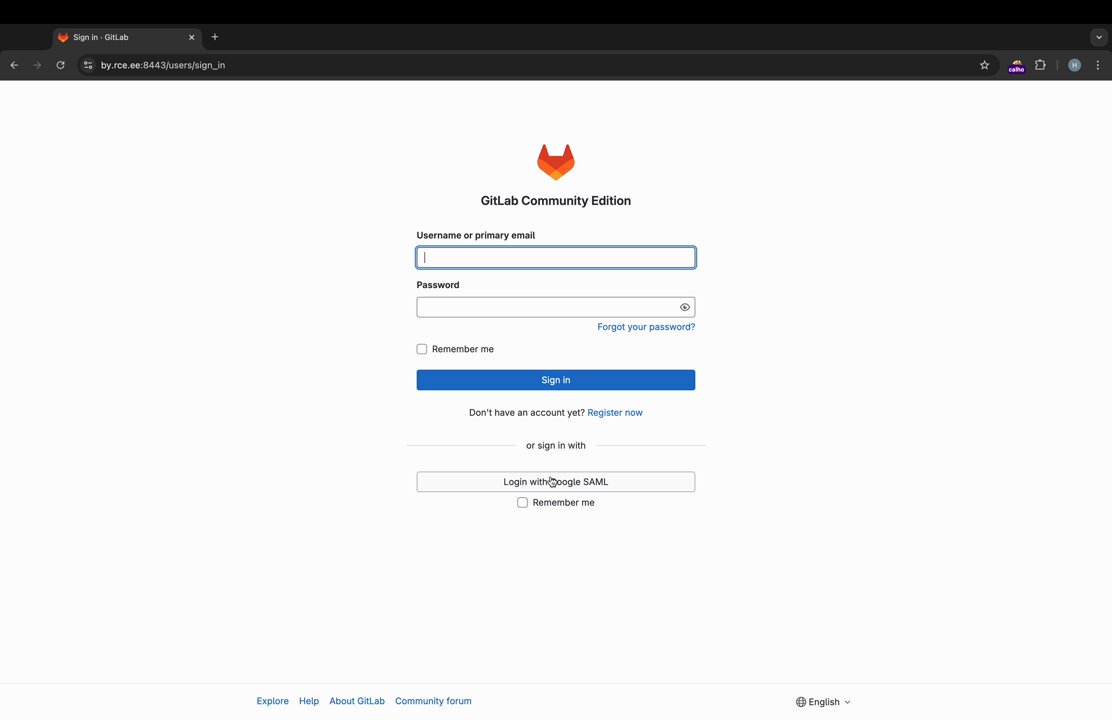 Sign in · GitLab
by.rce.ee:8443/users/sign_in
caiho
H
GitLab Community Edition
Username or primary email
Password
Forgot your password?
Remember me
Sign in
Don't have an account yet? Register now
or sign in with
Login with Google SAML
Remember me
Explore Help About GitLab Community forum
English